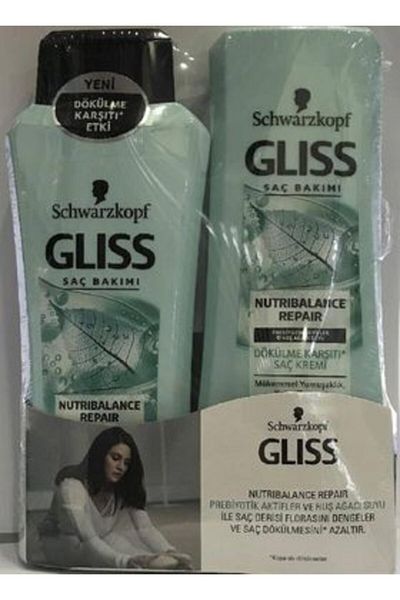 YENİ
DÖKÜLME
KARŞITI*
ETKİ
Schwarzkopf
GLISS
SAÇ BAKIMI
NUTRIBALANCE
REPAIR
Schwarzkopf
GLISS
SAÇ BAKIMI
NUTRIBALANCE
REPAIR
DÖKÜLME KARŞITI*
SAÇ KREMİ
Mükemmel Yumuşaklık,
Schwarzkopf
GLISS
NUTRIBALANCE REPAIR
PREBİYOTİK AKTİFLER VE HUŞ AĞACI SUYU
İLE SAÇ DERİSİ FLORASINI DENGELER
VE SAÇ DÖKÜLMESİNİ* AZALTIR.